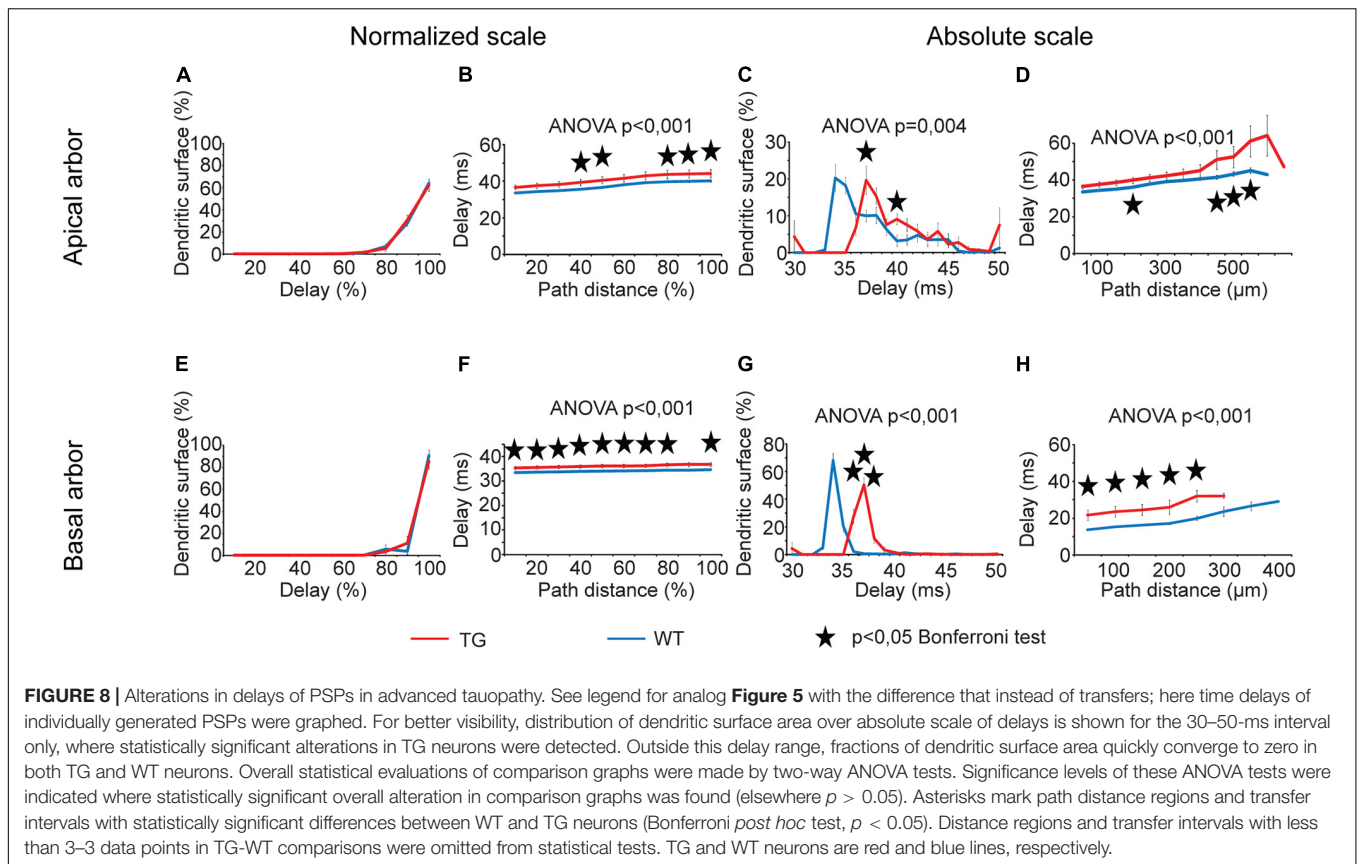 Normalized scale
Absolute scale
Apical arbor
A
Dendritic surface (%)
100
80
60
40
20
0
20 40 60 80 100
Delay (%)
B
ANOVA p<0,001
Delay (ms)
60
40
20
0
20 40 60 80 100
Path distance (%)
C
ANOVA p=0,004
Dendritic surface (%)
30
20
10
0
30 35 40 45 50
Delay (ms)
D
ANOVA p<0,001
Delay (ms)
60
40
20
0
100 300 500
Path distance (µm)
Basal arbor
E
Dendritic surface (%)
100
80
60
40
20
0
20 40 60 80 100
Delay (%)
F
ANOVA p<0,001
Delay (ms)
45
30
15
0
20 40 60 80 100
Path distance (%)
G
ANOVA p<0,001
Dendritic surface (%)
80
60
40
20
0
30 35 40 45 50
Delay (ms)
H
ANOVA p<0,001
Delay (ms)
60
40
20
0
100 200 300 400
Path distance (µm)
TG
WT
p<0,05 Bonferroni test
FIGURE 8 | Alterations in delays of PSPs in advanced tauopathy. See legend for analog Figure 5 with the difference that instead of transfers; here time delays of
individually generated PSPs were graphed. For better visibility, distribution of dendritic surface area over absolute scale of delays is shown for the 30–50-ms interval
only, where statistically significant alterations in TG neurons were detected. Outside this delay range, fractions of dendritic surface area quickly converge to zero in
both TG and WT neurons. Overall statistical evaluations of comparison graphs were made by two-way ANOVA tests. Significance levels of these ANOVA tests were
indicated where statistically significant overall alteration in comparison graphs was found (elsewhere p > 0.05). Asterisks mark path distance regions and transfer
intervals with statistically significant differences between WT and TG neurons (Bonferroni post hoc test, p < 0.05). Distance regions and transfer intervals with less
than 3–3 data points in TG-WT comparisons were omitted from statistical tests. TG and WT neurons are red and blue lines, respectively.